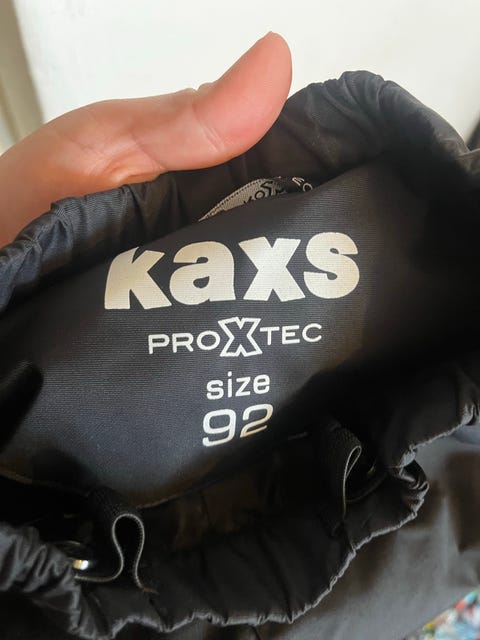 kaxs
PROXTEC
size
92